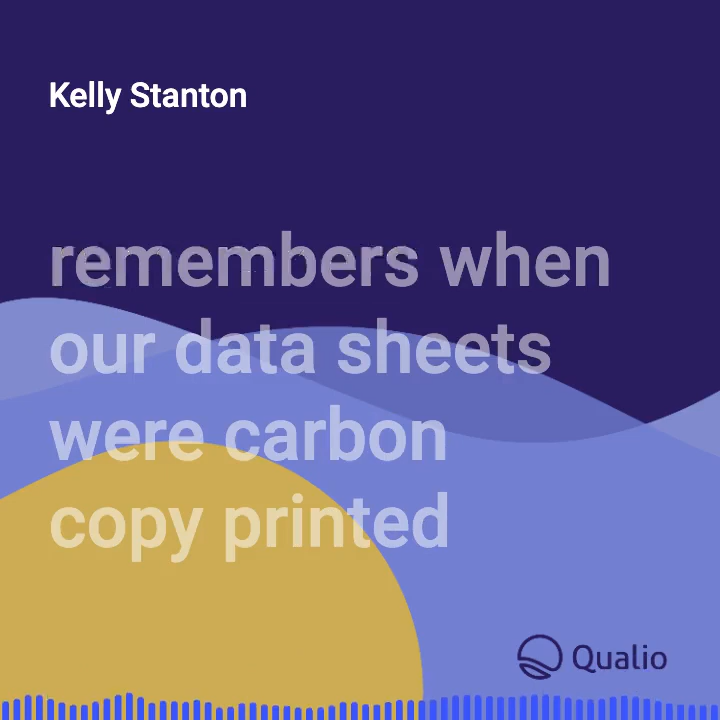 Kelly Stanton
remembers when
our data sheets
were carbon
copy printed
Qualio